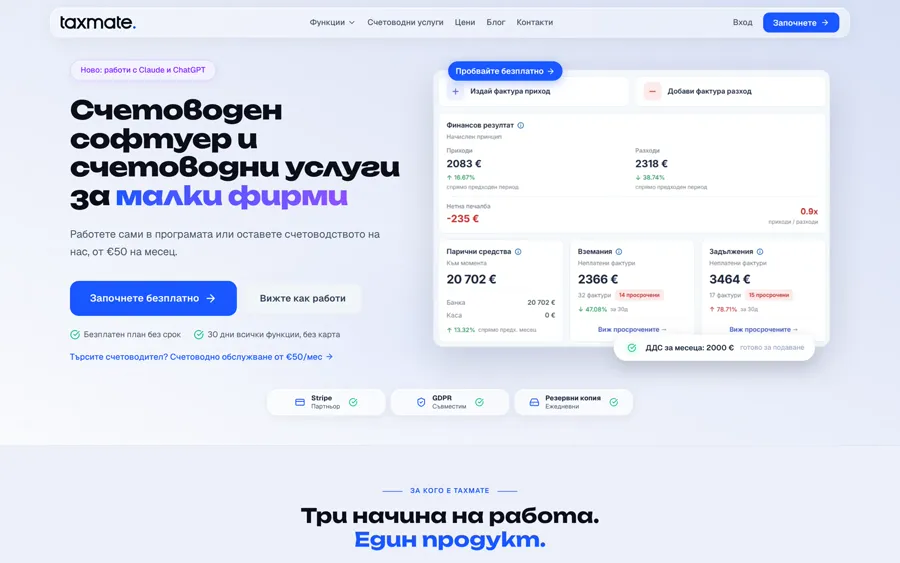 taxmate.
Функции
Счетоводни услуги
Цени
Блог
Контакти
Вход
Започнете →
Ново: работи с Claude и ChatGPT
Счетоводен
софтуер и
счетоводни услуги
за малки фирми
Работете сами в програмата или оставете счетоводството на
нас, от €50 на месец.
Започнете безплатно →
Вижте как работи
Безплатен план без срок
30 дни всички функции, без карта
Търсите счетоводител? Счетоводно обслужване от €50/мес →
Пробвайте безплатно →
+ Издай фактура приход
− Добави фактура разход
Финансов резултат
Начислен принцип
Приходи
2083 €
↑ 16,67%
спрямо предходен период
Разходи
2318 €
↓ 38,74%
спрямо предходен период
Нетна печалба
-235 €
0.9x
приходи / разходи
Парични средства
Към момента
20 702 €
Банка 20 702 €
Каса 0 €
↑ 13,32% спрямо предх. месец
Вземания
Неплатени фактури
2366 €
32 фактури 14 просрочени
↓ 47,08% за 30д
Виж просрочените →
Задължения
Неплатени фактури
3464 €
17 фактури 15 просрочени
↑ 78,71% за 30д
Виж просрочените →
ДДС за месеца: 2000 € готово за подаване
Stripe
Партньор
GDPR
Съвместим
Резервни копия
Ежедневни
ЗА КОГО Е TAXMATE
Три начина на работа.
Един продукт.